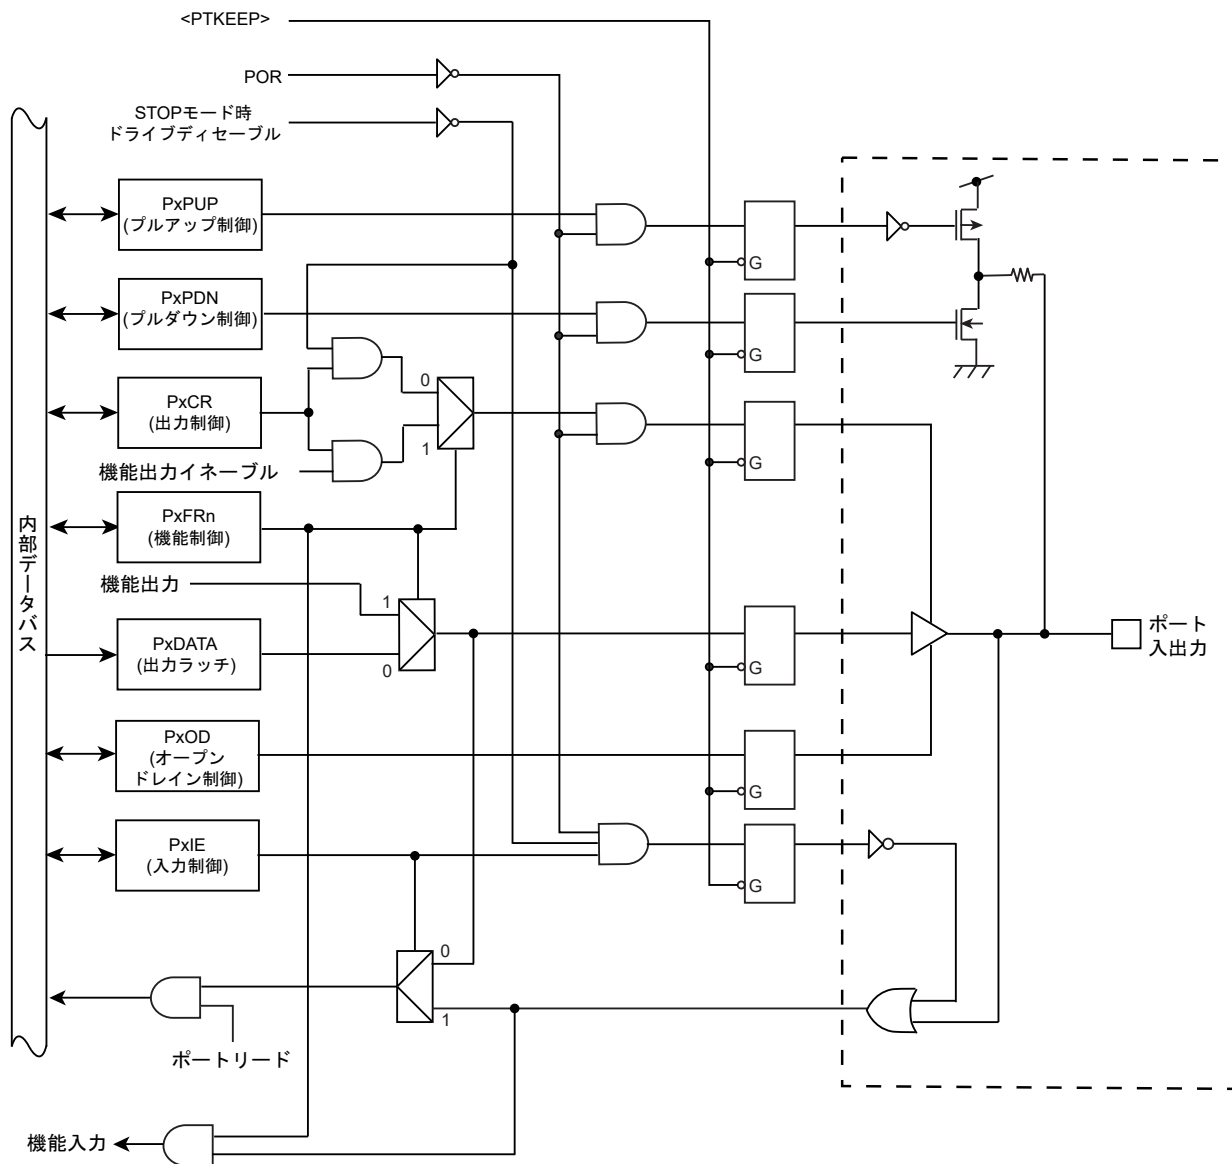 <PTKEEP>
POR
STOPモード時
ドライブディセーブル
PxPUP
(プルアップ制御)
G
PxPDN
(プルダウン制御)
G
0
PxCR
(出力制御)
1
G
機能出力イネーブル
PxFRn
(機能制御)
内部データバス
機能出力
1
PxDATA
(出力ラッチ)
0
G
ポート
入出力
PxOD
(オープン
ドレイン制御)
G
PxIE
(入力制御)
G
0
1
ポートリード
機能入力